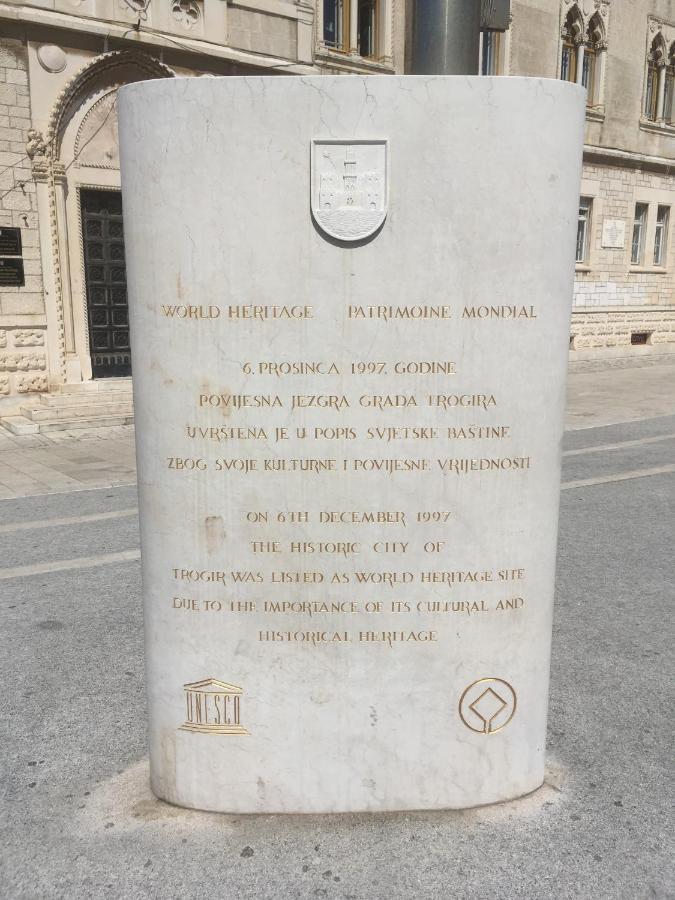 WORLD HERITAGE PATRIMOINE MONDIAL
6. PROSINCA 1997. GODINE
POVIJESNA JEZGRA GRADA TROGIRA
UVRŠTENA JE U POPIS SVJETSKE BAŠTINE
ZBOG SVOJE KULTURNE I POVIJESNE VRIJEDNOSTI
ON 6TH DECEMBER 1997
THE HISTORIC CITY OF
TROGIR WAS LISTED AS WORLD HERITAGE SITE
DUE TO THE IMPORTANCE OF ITS CULTURAL AND
HISTORICAL HERITAGE
UNESCO